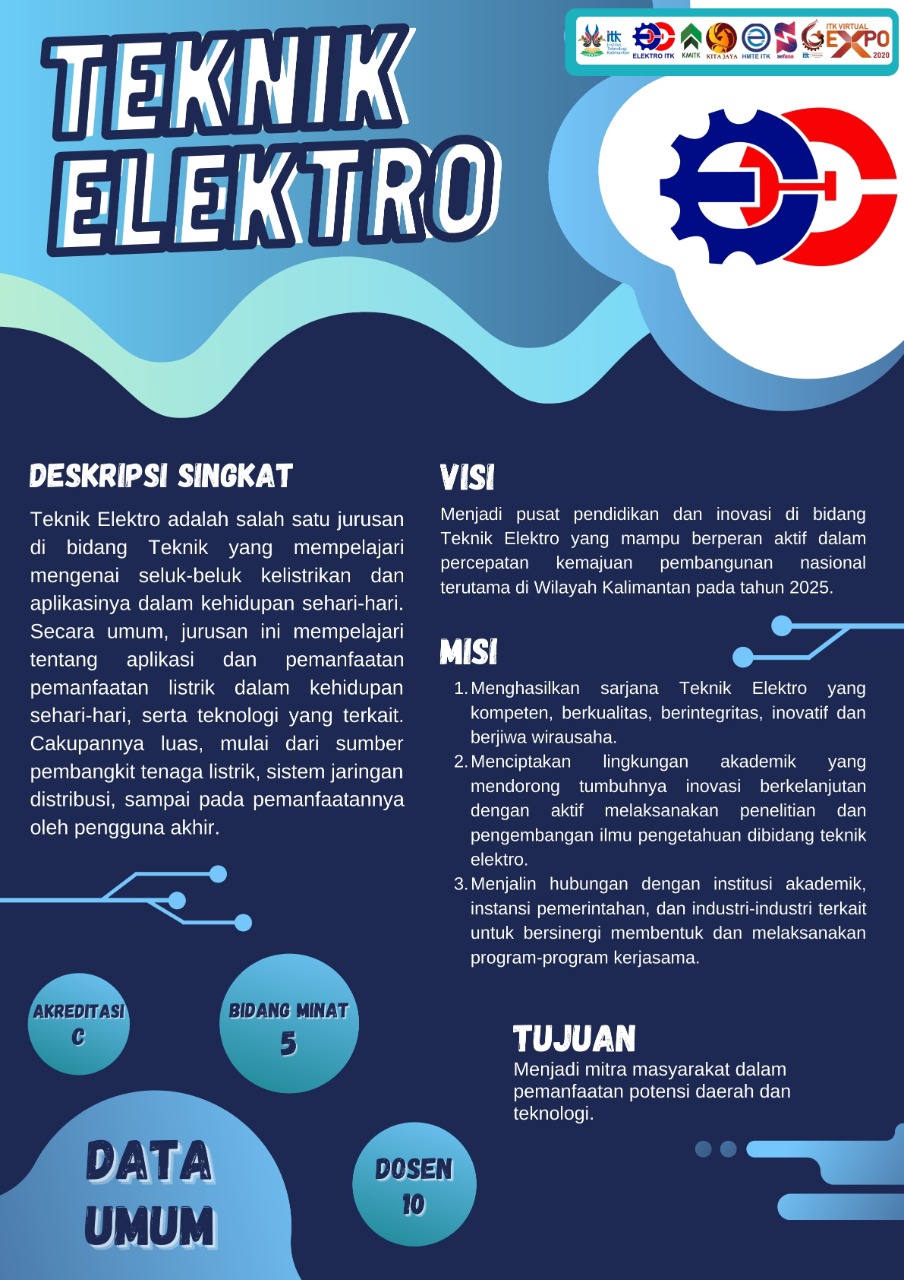 TEKNIK
ELEKTRO
itk
Institut
Teknologi
Kalimantan
ELEKTRO ITK
KMITK
KITA JAYA
HMTE ITK
ITK VIRTUAL
EXPO
2020
DESKRIPSI SINGKAT
Teknik Elektro adalah salah satu jurusan
di bidang Teknik yang mempelajari
mengenai seluk-beluk kelistrikan dan
aplikasinya dalam kehidupan sehari-hari.
Secara umum, jurusan ini mempelajari
tentang aplikasi dan pemanfaatan
pemanfaatan listrik dalam kehidupan
sehari-hari, serta teknologi yang terkait.
Cakupannya luas, mulai dari sumber
pembangkit tenaga listrik, sistem jaringan
distribusi, sampai pada pemanfaatannya
oleh pengguna akhir.
VISI
Menjadi pusat pendidikan dan inovasi di bidang
Teknik Elektro yang mampu berperan aktif dalam
percepatan kemajuan pembangunan nasional
terutama di Wilayah Kalimantan pada tahun 2025.
MISI
1. Menghasilkan sarjana Teknik Elektro yang
kompeten, berkualitas, berintegritas, inovatif dan
berjiwa wirausaha.
2. Menciptakan lingkungan akademik yang
mendorong tumbuhnya inovasi berkelanjutan
dengan aktif melaksanakan penelitian dan
pengembangan ilmu pengetahuan dibidang teknik
elektro.
3. Menjalin hubungan dengan institusi akademik,
instansi pemerintahan, dan industri-industri terkait
untuk bersinergi membentuk dan melaksanakan
program-program kerjasama.
TUJUAN
Menjadi mitra masyarakat dalam
pemanfaatan potensi daerah dan
teknologi.
AKREDITASI
C
BIDANG MINAT
5
DATA
UMUM
DOSEN
10